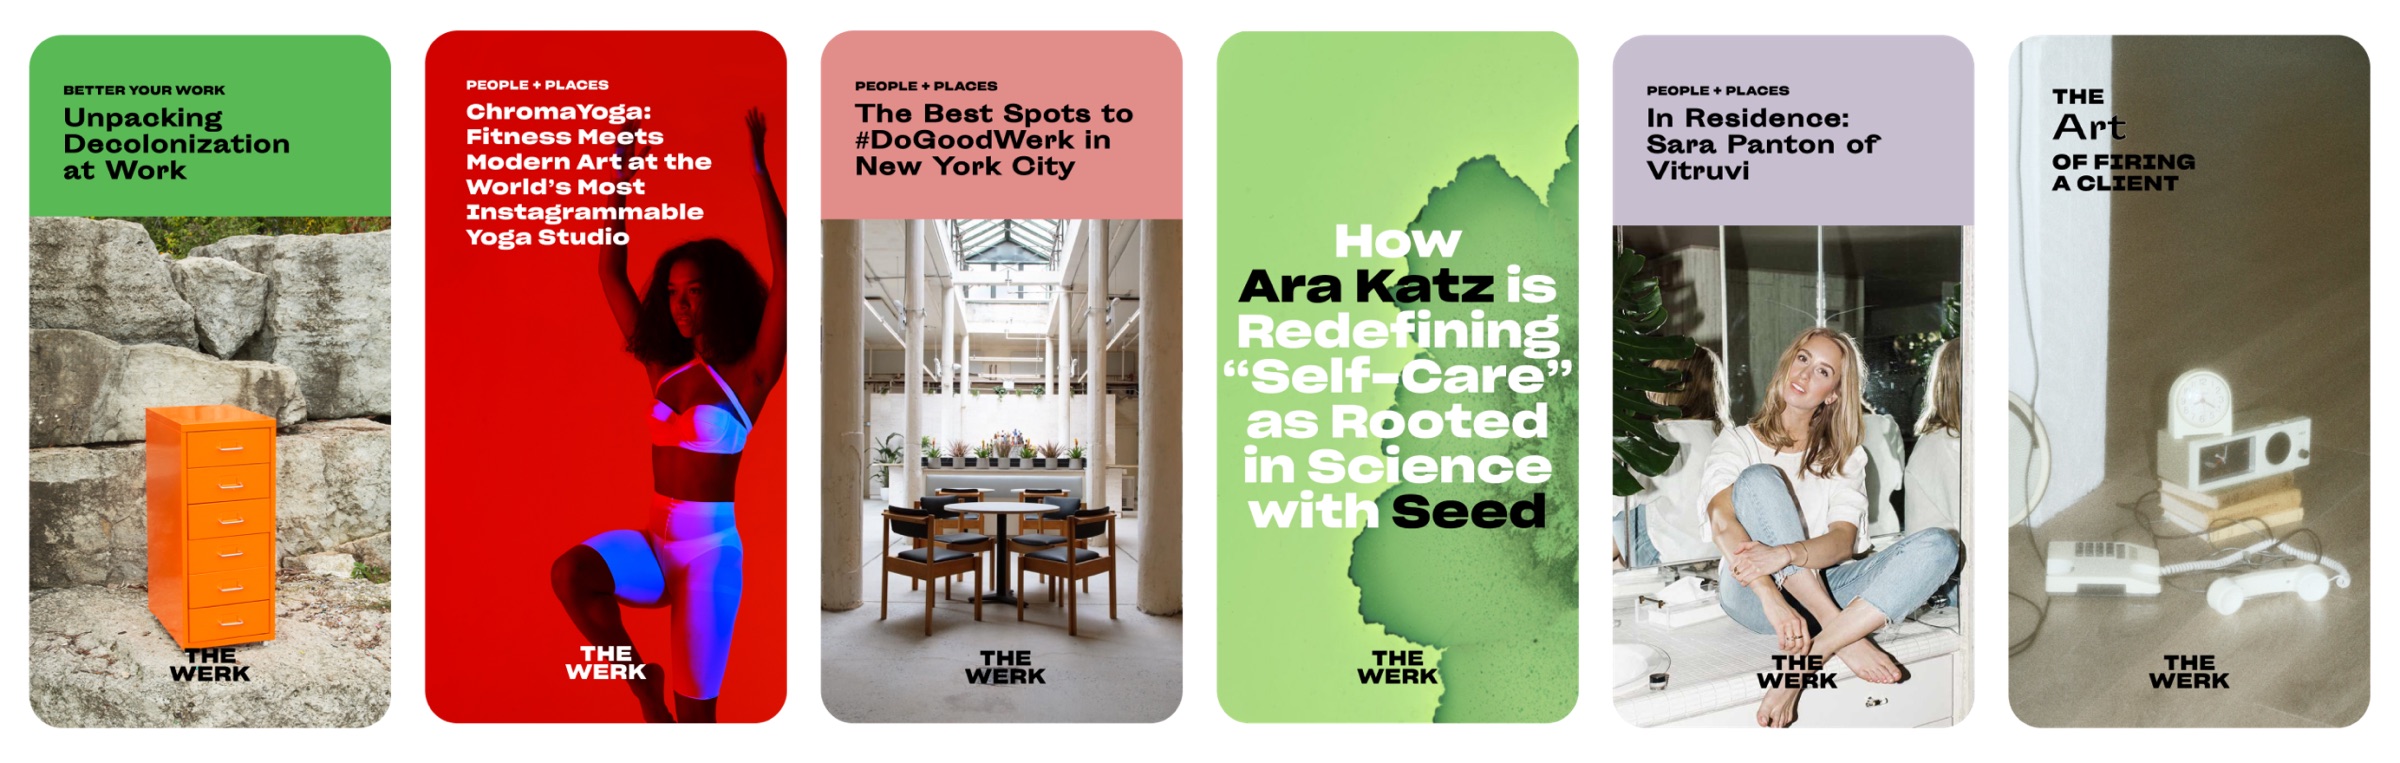 BETTER YOUR WORK
Unpacking
Decolonization
at Work
THE
WERK
PEOPLE + PLACES
ChromaYoga:
Fitness Meets
Modern Art at the
World's Most
Instagrammable
Yoga Studio
THE
WERK
PEOPLE + PLACES
The Best Spots to
#DoGoodWerk in
New York City
THE
WERK
How
Ara Katz is
Redefining
“Self-Care”
as Rooted
in Science
with Seed
THE
WERK
PEOPLE + PLACES
In Residence:
Sara Panton of
Vitruvi
THE
WERK
THE
Art
OF FIRING
A CLIENT
THE
WERK